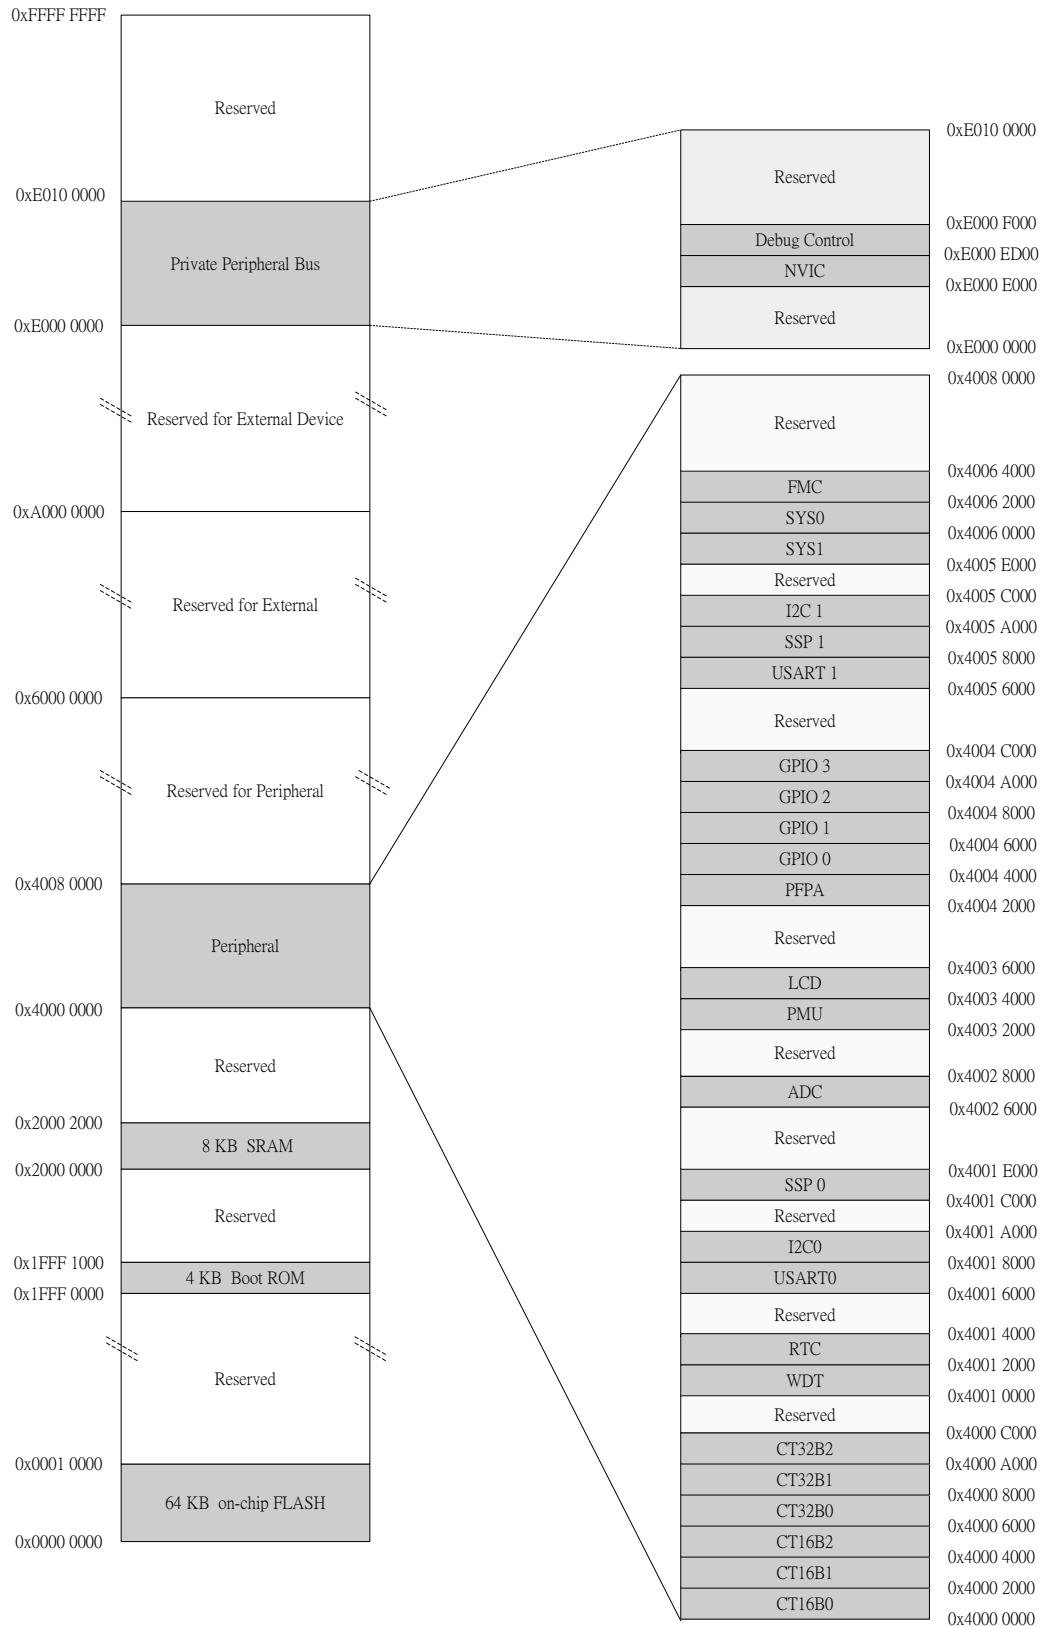 0xFFFF FFFF
Reserved
0xE010 0000
Private Peripheral Bus
0xE000 0000
Reserved for External Device
0xA000 0000
Reserved for External
0x6000 0000
Reserved for Peripheral
0x4008 0000
Peripheral
0x4000 0000
Reserved
0x2000 2000
8 KB SRAM
0x2000 0000
Reserved
0x1FFF 1000
4 KB Boot ROM
0x1FFF 0000
Reserved
0x0001 0000
64 KB on-chip FLASH
0x0000 0000
0xE010 0000
Reserved
0xE000 F000
Debug Control
0xE000 ED00
NVIC
0xE000 E000
Reserved
0xE000 0000
0x4008 0000
Reserved
0x4006 4000
FMC
0x4006 2000
SYS0
0x4006 0000
SYS1
0x4005 E000
Reserved
0x4005 C000
I2C 1
0x4005 A000
SSP 1
0x4005 8000
USART 1
0x4005 6000
Reserved
0x4004 C000
GPIO 3
0x4004 A000
GPIO 2
0x4004 8000
GPIO 1
0x4004 6000
GPIO 0
0x4004 4000
PFPA
0x4004 2000
Reserved
0x4003 6000
LCD
0x4003 4000
PMU
0x4003 2000
Reserved
0x4002 8000
ADC
0x4002 6000
Reserved
0x4001 E000
SSP 0
0x4001 C000
Reserved
0x4001 A000
I2C0
0x4001 8000
USART0
0x4001 6000
Reserved
0x4001 4000
RTC
0x4001 2000
WDT
0x4001 0000
Reserved
0x4000 C000
CT32B2
0x4000 A000
CT32B1
0x4000 8000
CT32B0
0x4000 6000
CT16B2
0x4000 4000
CT16B1
0x4000 2000
CT16B0
0x4000 0000